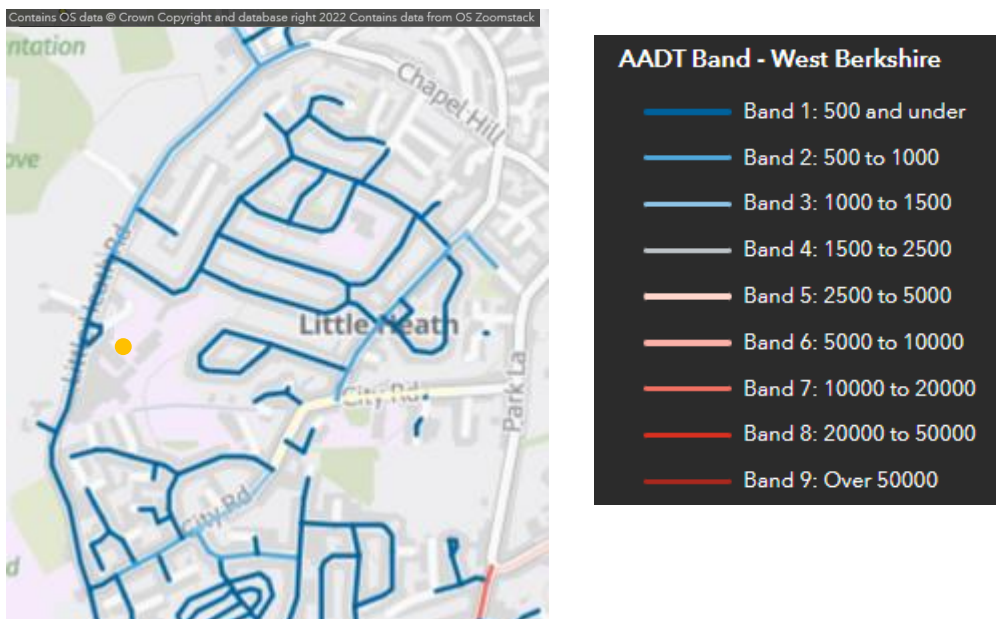 Contains OS data © Crown Copyright and database right 2022 Contains data from OS Zoomstack
entation
Chapel Hill
ove
Little Heath Rd
Little Heath
City Rd
Park La
City Rd
d
AADT Band - West Berkshire
Band 1: 500 and under
Band 2: 500 to 1000
Band 3: 1000 to 1500
Band 4: 1500 to 2500
Band 5: 2500 to 5000
Band 6: 5000 to 10000
Band 7: 10000 to 20000
Band 8: 20000 to 50000
Band 9: Over 50000